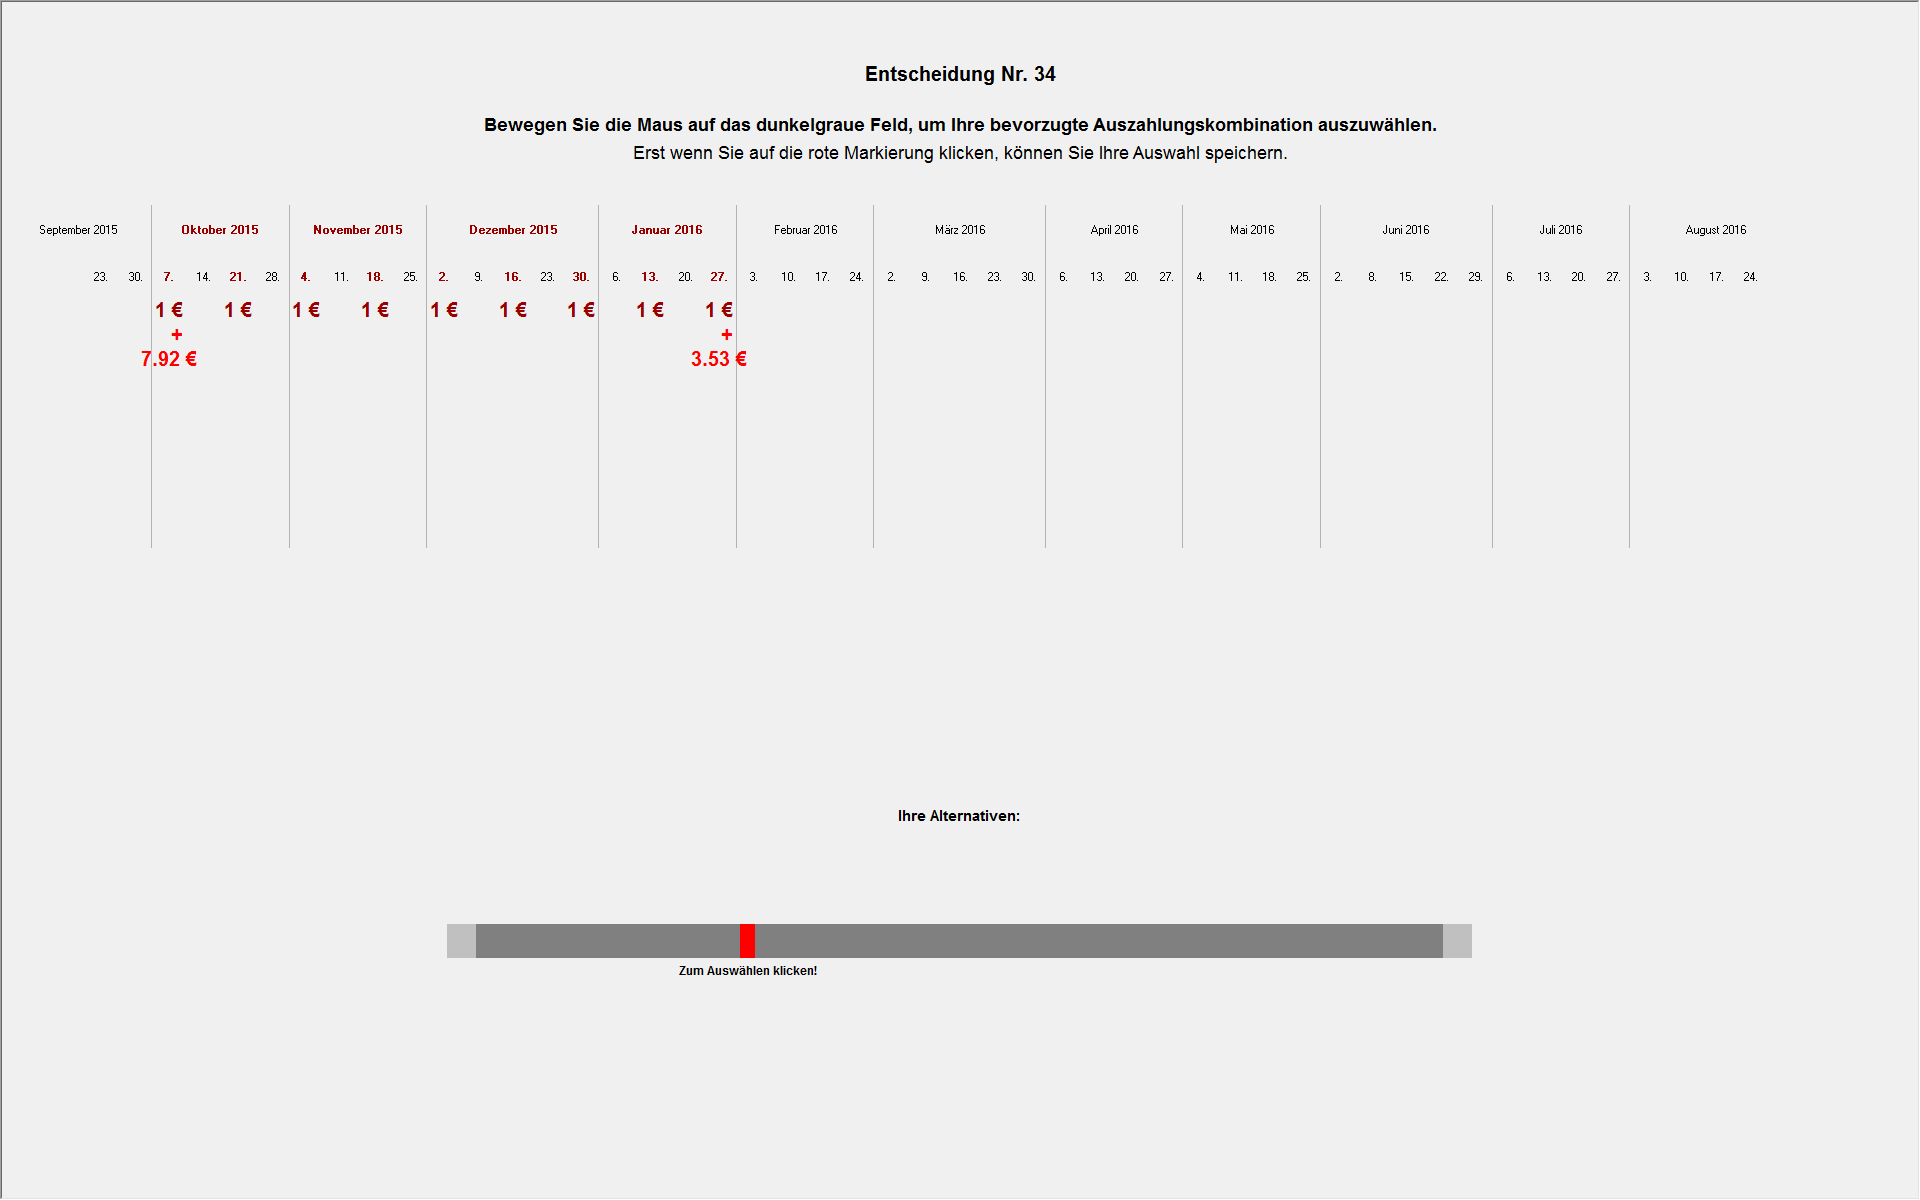 Entscheidung Nr. 34
Bewegen Sie die Maus auf das dunkelgraue Feld, um Ihre bevorzugte Auszahlungskombination auszuwählen.
Erst wenn Sie auf die rote Markierung klicken, können Sie Ihre Auswahl speichern.
September 2015 Oktober 2015 November 2015 Dezember 2015 Januar 2016 Februar 2016 März 2016 April 2016 Mai 2016 Juni 2016 Juli 2016 August 2016
23. 30. 7. 14. 21. 28. 4. 11. 18. 25. 2. 9. 16. 23. 30. 6. 13. 20. 27. 3. 10. 17. 24. 2. 9. 16. 23. 30. 6. 13. 20. 27. 4. 11. 18. 25. 2. 8. 15. 22. 29. 6. 13. 20. 27. 3. 10. 17. 24.
1 € 1 € 1 € 1 € 1 € 1 € 1 € 1 € 1 €
+ +
7.92 € 3.53 €
Ihre Alternativen:
Zum Auswählen klicken!